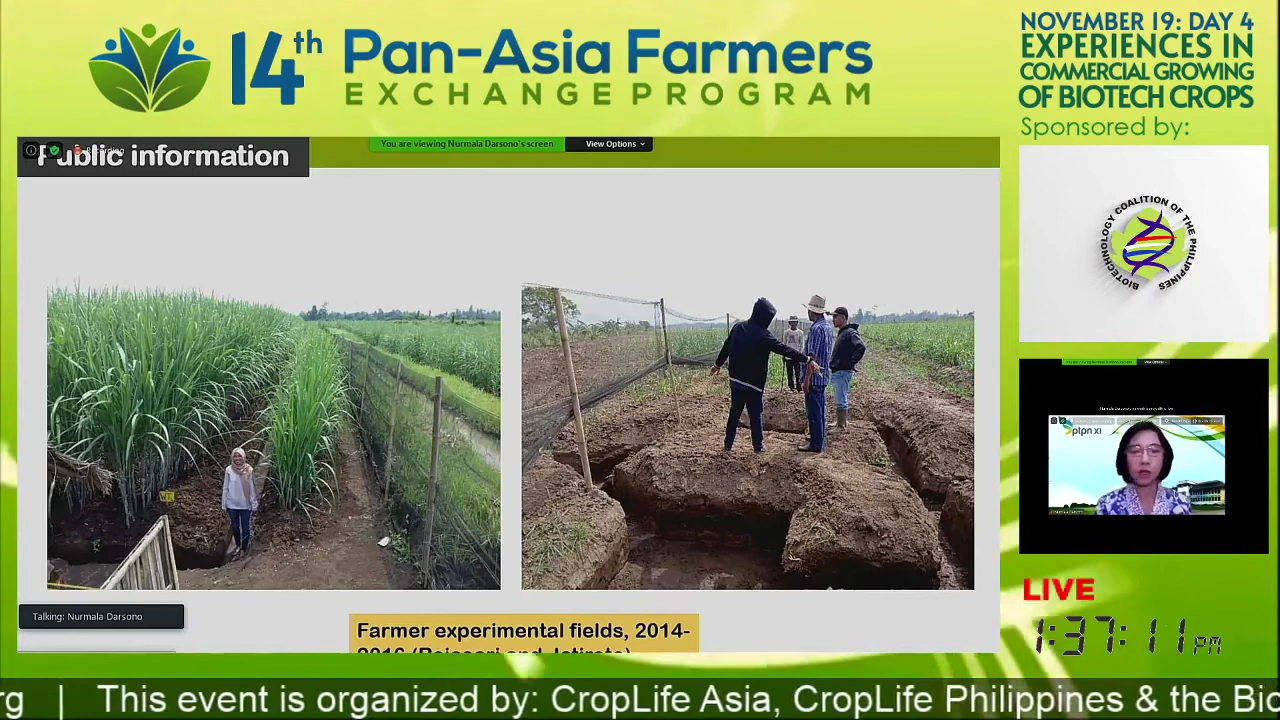 14th Pan-Asia Farmers
EXCHANGE PROGRAM
NOVEMBER 19: DAY 4
EXPERIENCES IN
COMMERCIAL GROWING
OF BIOTECH CROPS
Sponsored by:
BIOTECHNOLOGY COALITION OF THE PHILIPPINES
Public information
You are viewing Nurmala Darsono's screen
View Options
ptpn xi
Talking: Nurmala Darsono
Farmer experimental fields, 2014-
LIVE
1:37:11 PM
rg | This event is organized by: CropLife Asia, CropLife Philippines & the Bio